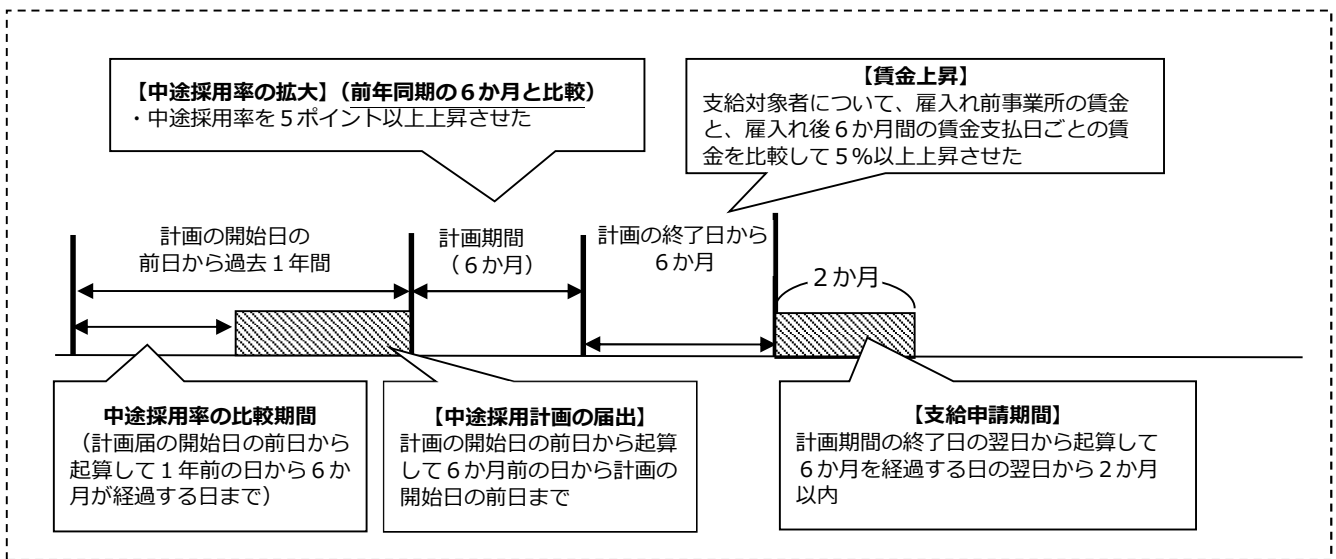 【中途採用率の拡大】（前年同期の６か月と比較）
・中途採用率を５ポイント以上上昇させた
【賃金上昇】
支給対象者について、雇入れ前事業所の賃金
と、雇入れ後６か月間の賃金支払日ごとの賃
金を比較して５％以上上昇させた
計画の開始日の
前日から過去１年間
計画期間
（６か月）
計画の終了日から
６か月
２か月
中途採用率の比較期間
（計画届の開始日の前日から
起算して１年前の日から６か
月が経過する日まで）
【中途採用計画の届出】
計画の開始日の前日から起算
して６か月前の日から計画の
開始日の前日まで
【支給申請期間】
計画期間の終了日の翌日から起算して
６か月を経過する日の翌日から２か月
以内